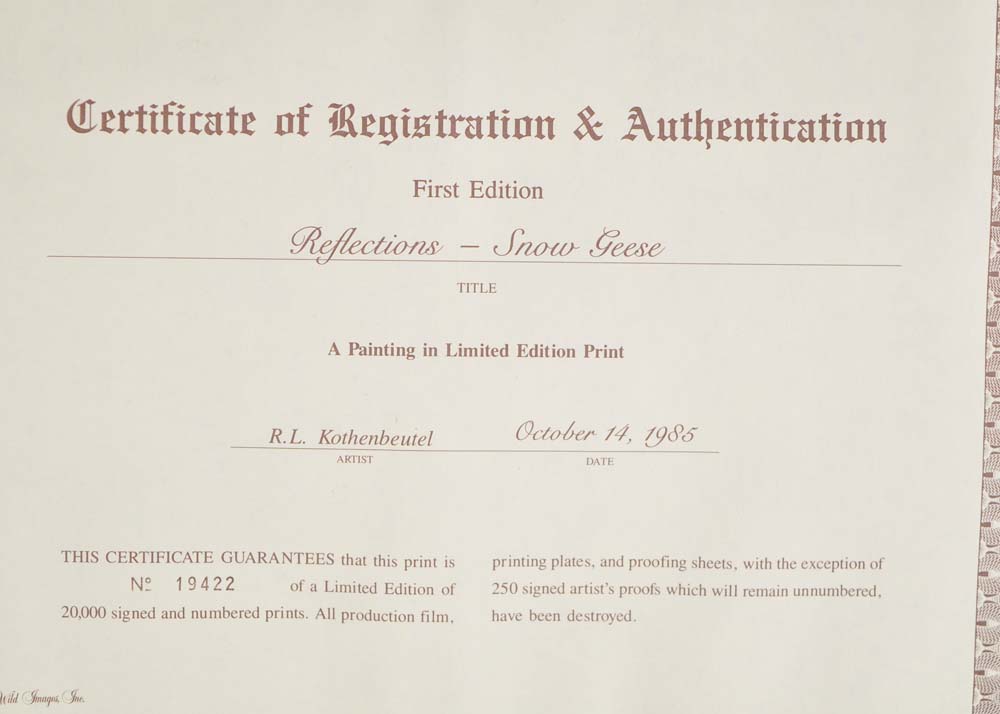 Certificate of Registration & Authentication
First Edition
Reflections – Snow Geese
TITLE
A Painting in Limited Edition Print
R.L. Kothenbeutel
ARTIST
October 14, 1985
DATE
THIS CERTIFICATE GUARANTEES that this print is
Nº 19422 of a Limited Edition of
20,000 signed and numbered prints. All production film,
printing plates, and proofing sheets, with the exception of
250 signed artist's proofs which will remain unnumbered,
have been destroyed.
Wild Images, Inc.